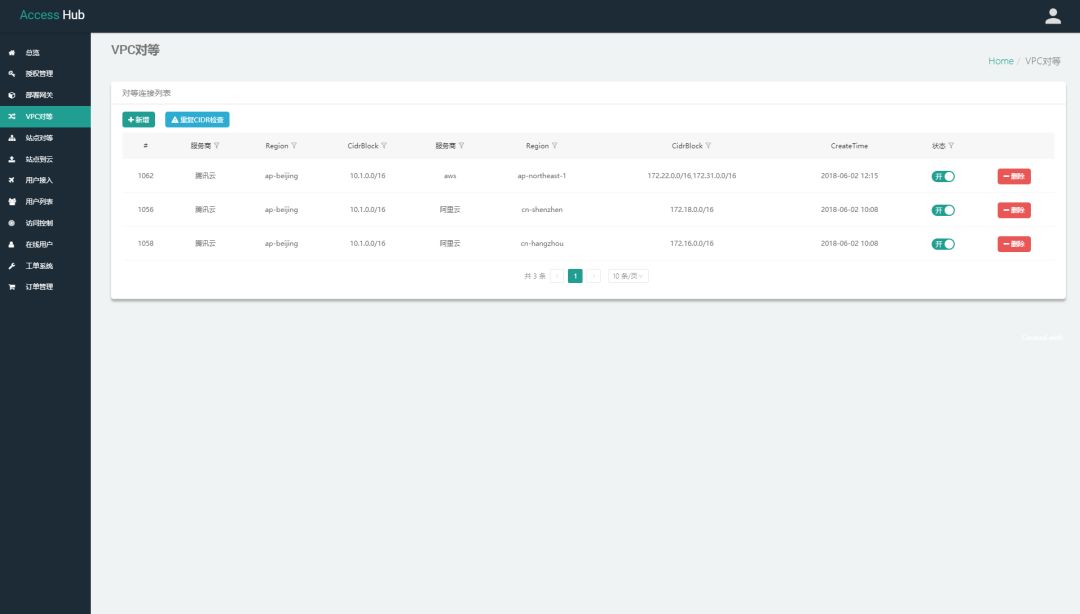 Access Hub
总览
授权管理
部署网关
VPC对等
站点对等
站点到云
用户接入
用户列表
访问控制
在线用户
工单系统
订单管理
VPC对等
Home / VPC对等
对等连接列表
新增 重复CIDR检查
# 服务商 Region CidrBlock 服务商 Region CidrBlock CreateTime 状态
1062 腾讯云 ap-beijing 10.1.0.0/16 aws ap-northeast-1 172.22.0.0/16,172.31.0.0/16 2018-06-02 12:15 开 删除
1056 腾讯云 ap-beijing 10.1.0.0/16 阿里云 cn-shenzhen 172.18.0.0/16 2018-06-02 10:08 开 删除
1058 腾讯云 ap-beijing 10.1.0.0/16 阿里云 cn-hangzhou 172.16.0.0/16 2018-06-02 10:08 开 删除
共 3 条 < 1 > 10 条/页